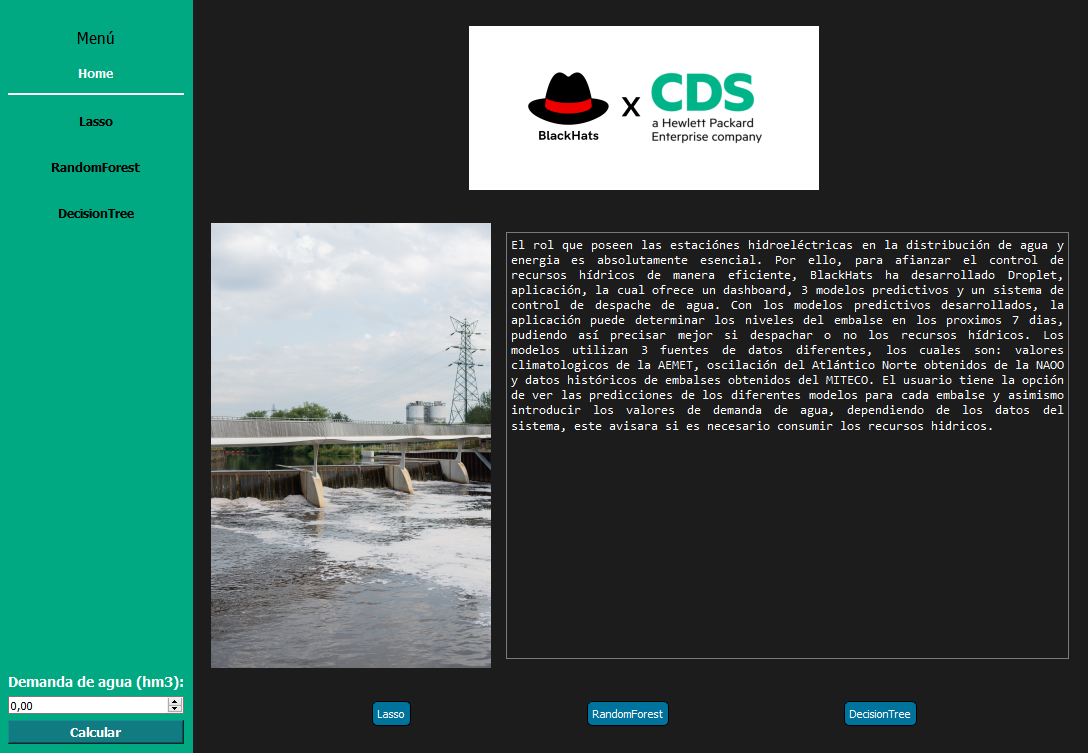 Menú
Home
Lasso
RandomForest
DecisionTree
Demanda de agua (hm3):
0,00
Calcular
BlackHats
X
CDS
a Hewlett Packard
Enterprise company
El rol que poseen las estaciónes hidroeléctricas en la distribución de agua y
energia es absolutamente esencial. Por ello, para afianzar el control de
recursos hídricos de manera eficiente, BlackHats ha desarrollado Droplet,
aplicación, la cual ofrece un dashboard, 3 modelos predictivos y un sistema de
control de despache de agua. Con los modelos predictivos desarrollados, la
aplicación puede determinar los niveles del embalse en los proximos 7 dias,
pudiendo así precisar mejor si despachar o no los recursos hídricos. Los
modelos utilizan 3 fuentes de datos diferentes, los cuales son: valores
climatologicos de la AEMET, oscilación del Atlántico Norte obtenidos de la NAOO
y datos históricos de embalses obtenidos del MITECO. El usuario tiene la opción
de ver las predicciones de los diferentes modelos para cada embalse y asimismo
introducir los valores de demanda de agua, dependiendo de los datos del
sistema, este avisara si es necesario consumir los recursos hidricos.
Lasso
RandomForest
DecisionTree